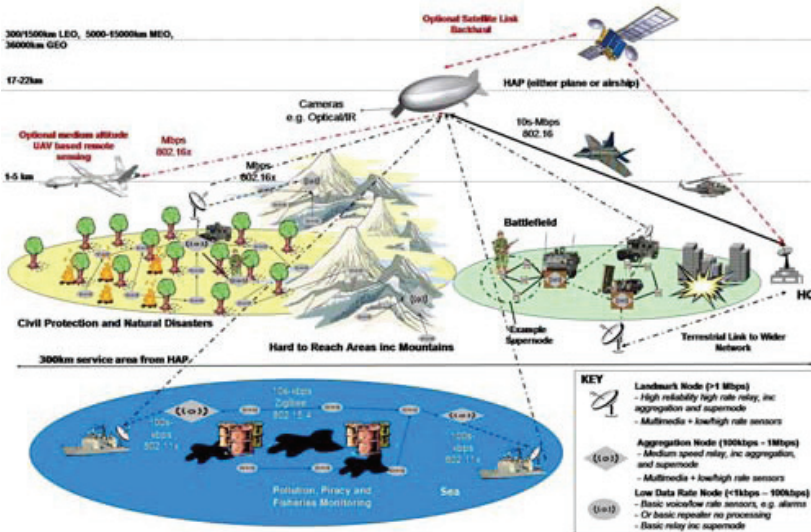 300/1500km LEO, 5000-15000km MEO,
36000km GEO
Optional Satellite Link
Backhaul
17-22km
HAP (either plane or airship)
Cameras
e.g. Optical/IR
10s-Mbps
802.16
Optional medium altitude
UAV based remote
sensing
Mbps
802.16x
Mbps
802.16x
1-5 km
Battlefield
Civil Protection and Natural Disasters
Hard to Reach Areas inc Mountains
Example
Supernode
Terrestrial Link to Wider
Network
HQ
300km service area from HAP
10s-kbps
Zigbee
802.15.4
100s-
kbps
802.11x
100s-
kbps
802.11x
Pollution, Piracy and
Fisheries Monitoring
Sea
KEY
Landmark Node (>1 Mbps)
- High reliability high rate relay, inc
aggregation and supernode
- Multimedia + low/high rate sensors
Aggregation Node (100kbps - 1Mbps)
- Medium speed relay, inc aggregation,
and supernode
- Multimedia + low/high rate sensors
Low Data Rate Node (<1kbps - 100kbps)
- Basic voice/low rate sensors, e.g. alarms
- Or basic repeater no processing
- Basic relay inc supernode